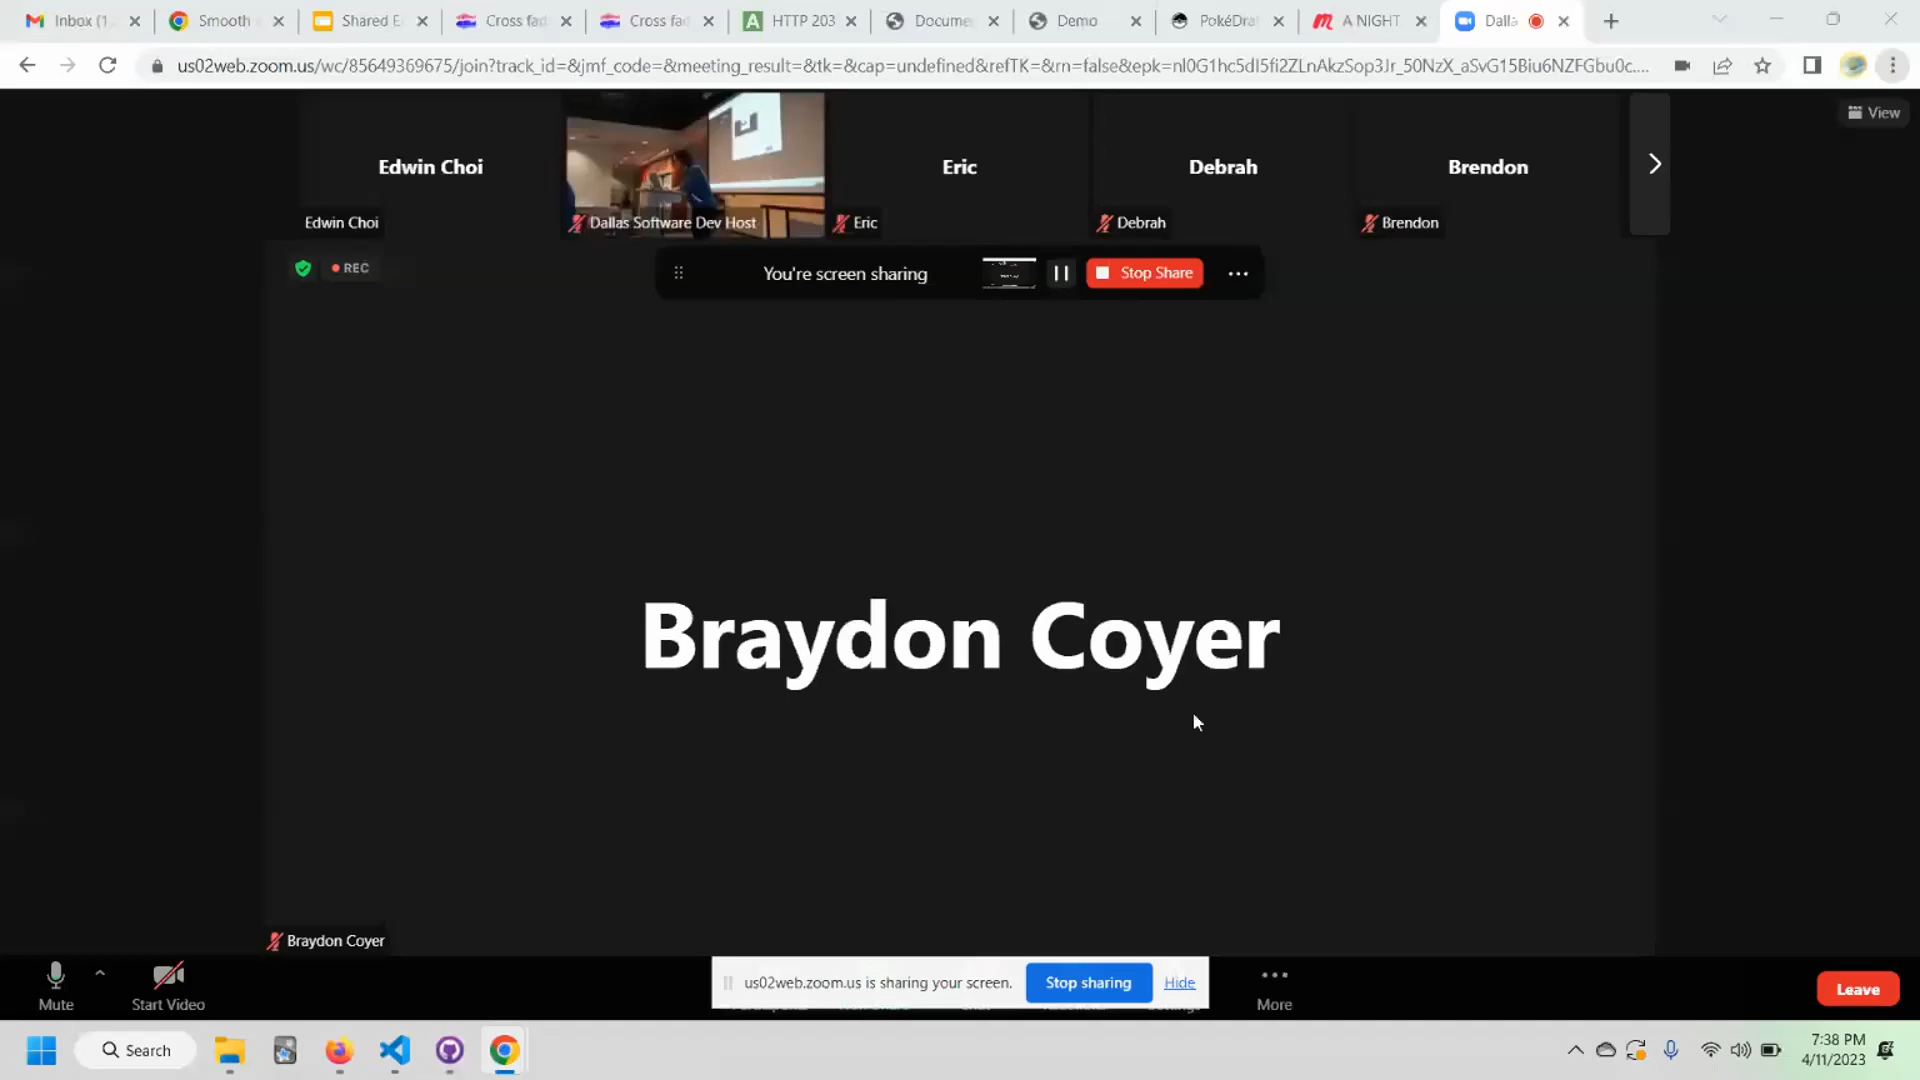 Inbox (1
Smooth
Shared E
Cross fad
Cross fad
HTTP 203
Docume
Demo
PokéDra
A NIGHT
Dalla
us02web.zoom.us/wc/85649369675/join?track_id=&jmf_code=&meeting_result=&tk=&cap=undefined&refTK=&rn=false&epk=nl0G1hc5dI5fi2ZLnAkzSop3Jr_50NzX_aSvG15Biu6NZFGbu0c....
View
Edwin Choi
Eric
Debrah
Brendon
Edwin Choi
Dallas Software Dev Host
Eric
Debrah
Brendon
REC
You're screen sharing
Stop Share
Braydon Coyer
Braydon Coyer
Mute
Start Video
us02web.zoom.us is sharing your screen.
Stop sharing
Hide
More
Leave
Search
7:38 PM
4/11/2023